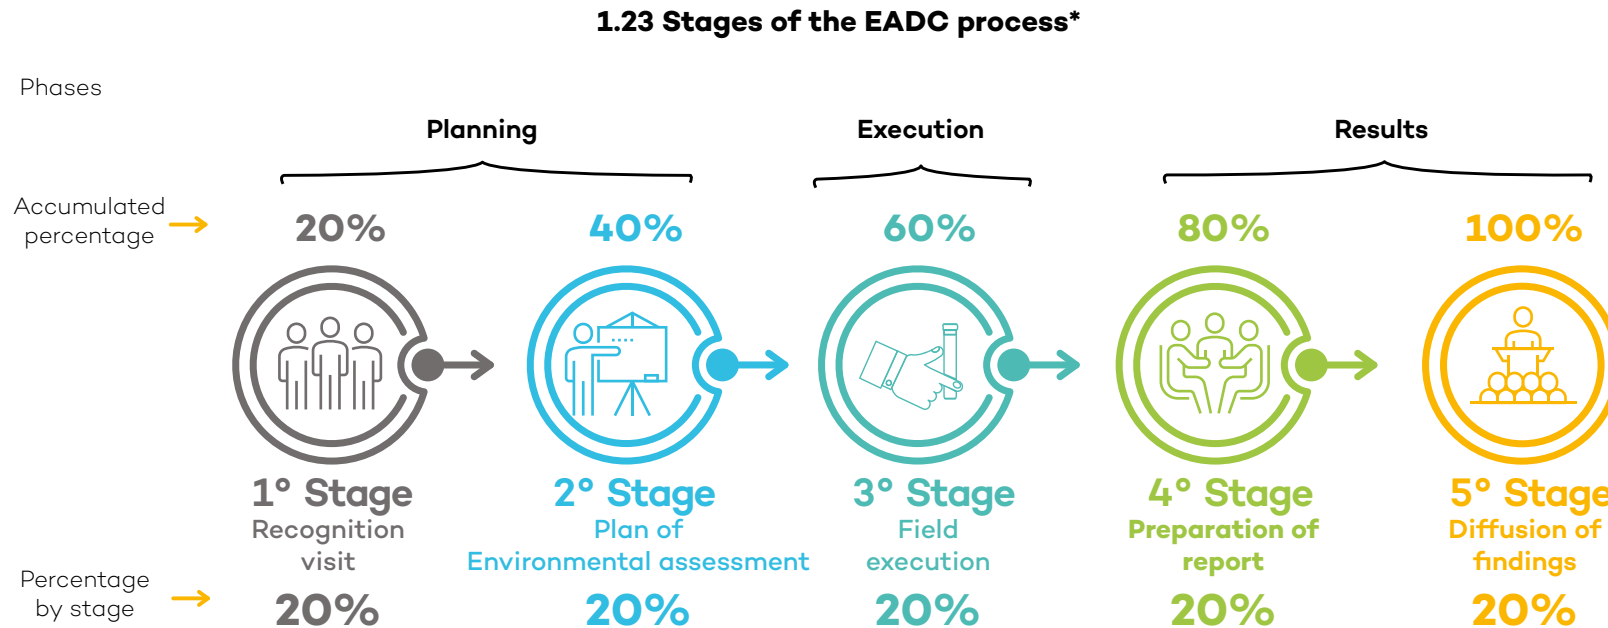 1.23 Stages of the EADC process*
Phases
Planning
Execution
Results
Accumulated
percentage
20%
40%
60%
80%
100%
1° Stage
Recognition
visit
2° Stage
Plan of
Environmental assessment
3° Stage
Field
execution
4° Stage
Preparation of
report
5° Stage
Diffusion of
findings
Percentage
by stage
20%
20%
20%
20%
20%